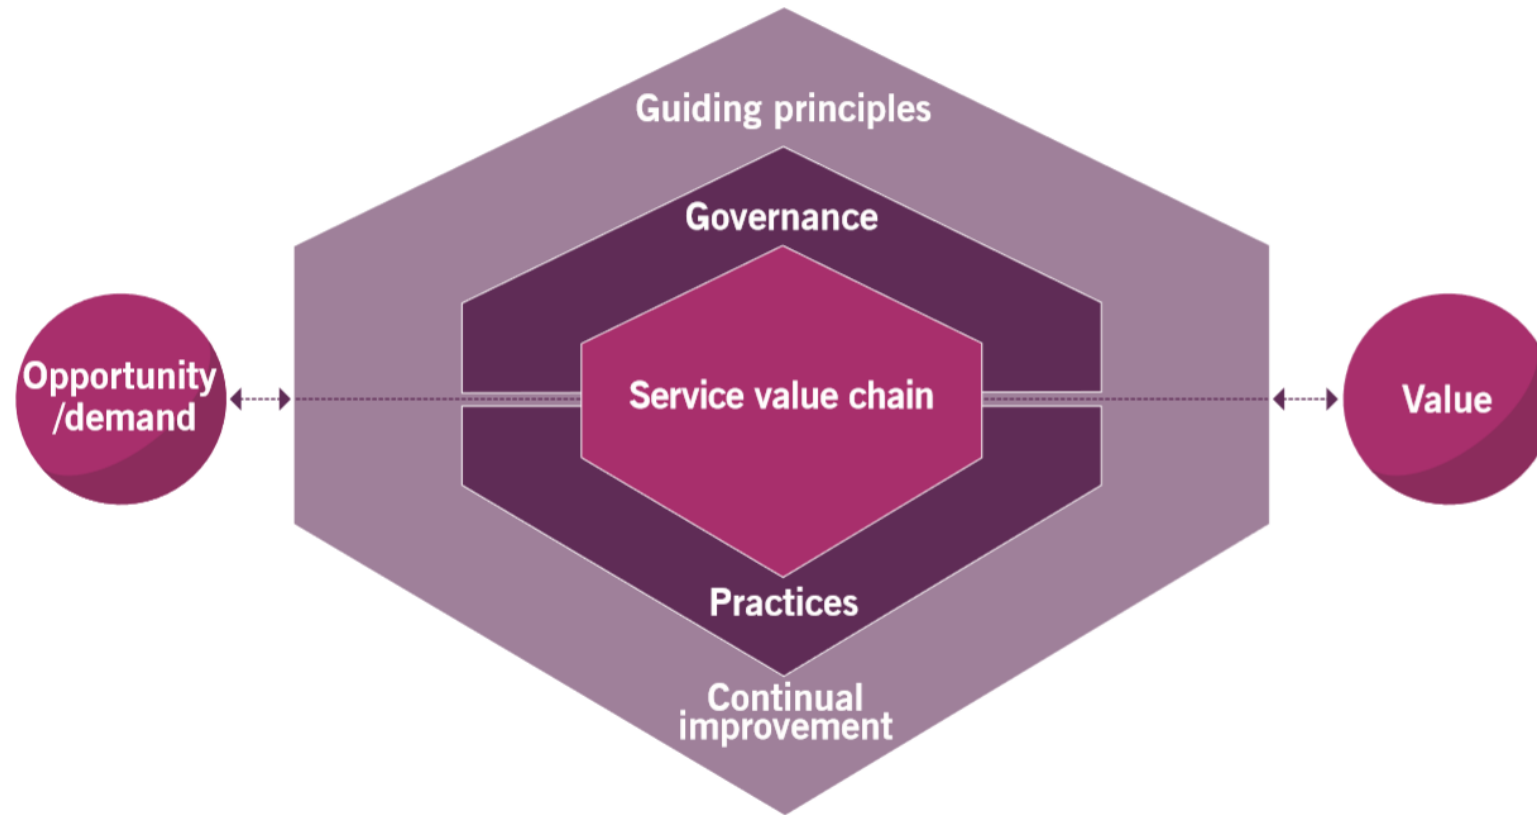 Guiding principles
Governance
Opportunity
/demand
Service value chain
Value
Practices
Continual
improvement